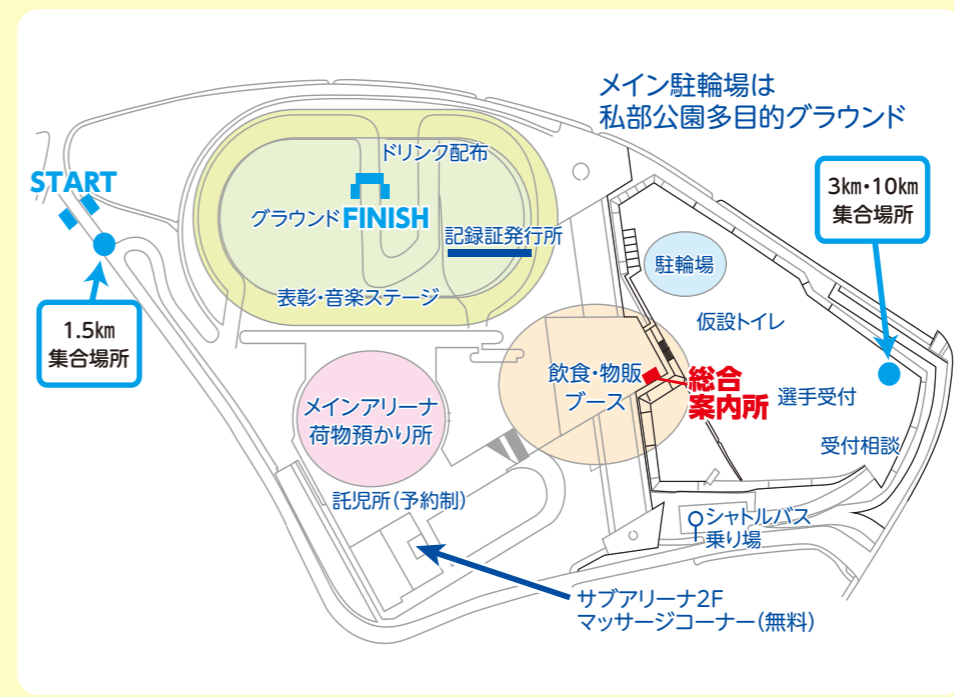 メイン駐輪場は
私部公園多目的グラウンド
START
ドリンク配布
3km・10km
集合場所
グラウンド FINISH
記録証発行所
駐輪場
表彰・音楽ステージ
仮設トイレ
1.5km
集合場所
飲食・物販
ブース
総合
案内所
選手受付
メインアリーナ
荷物預かり所
受付相談
託児所(予約制)
シャトルバス
乗り場
サブアリーナ2F
マッサージコーナー(無料)